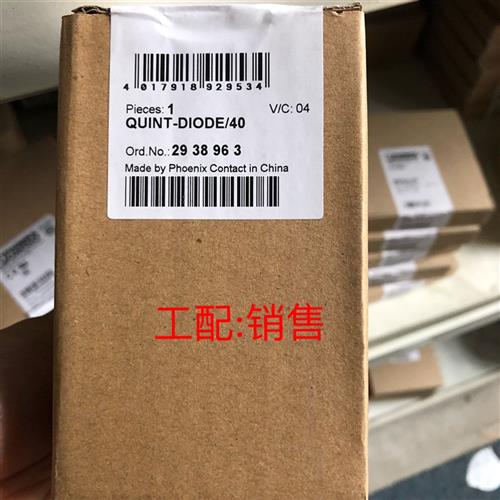 4 017918 929534
Pieces: 1 V/C: 04
QUINT-DIODE/40
Ord.No.: 29 38 96 3
Made by Phoenix Contact in China
工配:销售